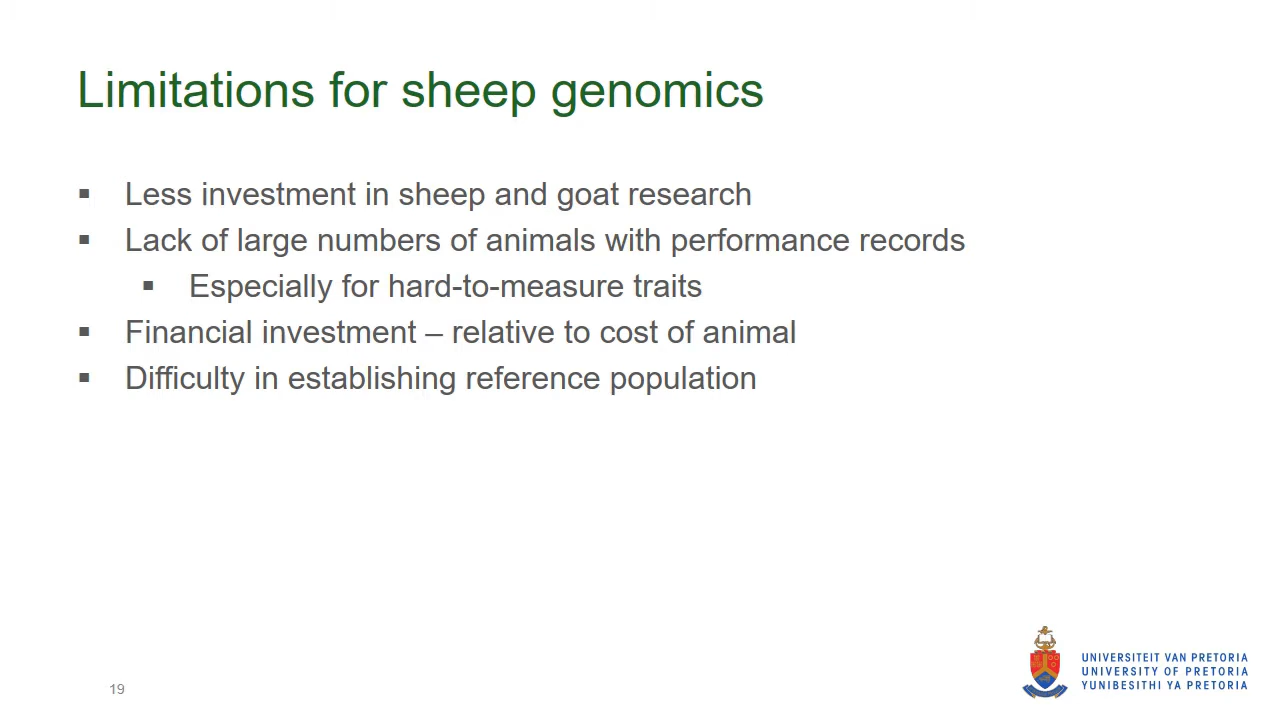 Limitations for sheep genomics
▪ Less investment in sheep and goat research
▪ Lack of large numbers of animals with performance records
▪ Especially for hard-to-measure traits
▪ Financial investment – relative to cost of animal
▪ Difficulty in establishing reference population
19
UNIVERSITEIT VAN PRETORIA
UNIVERSITY OF PRETORIA
YUNIBESITHI YA PRETORIA